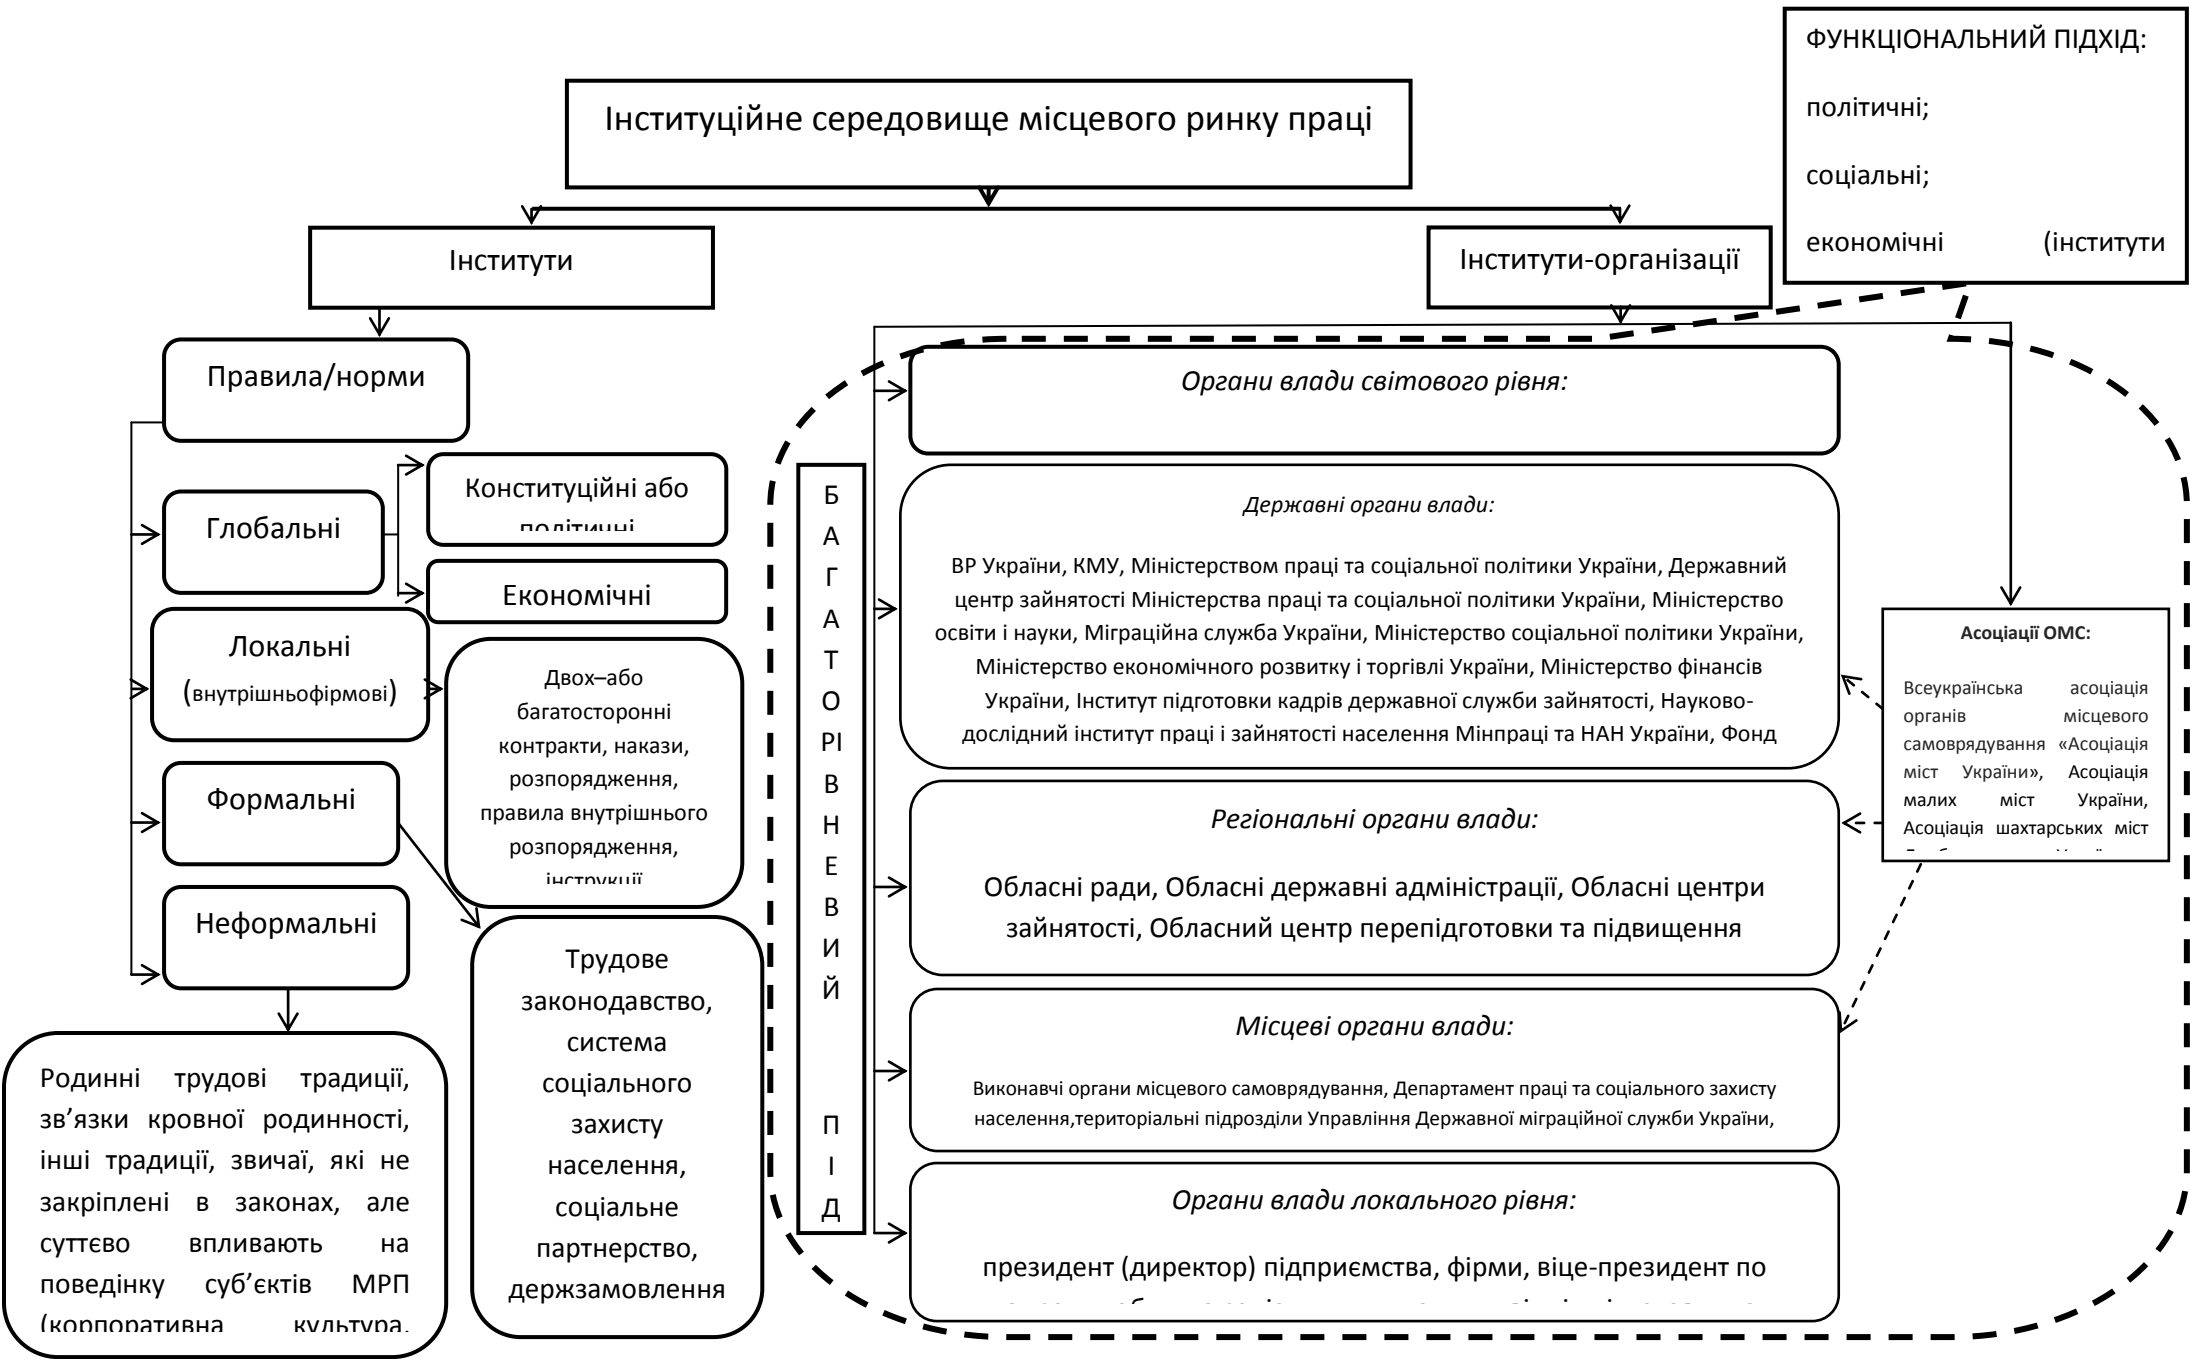 ФУНКЦІОНАЛЬНИЙ ПІДХІД:
політичні;
соціальні;
економічні (інститути
Інституційне середовище місцевого ринку праці
Інститути
Інститути-організації
Правила/норми
Глобальні
Конституційні або
політичні
Економічні
Локальні
(внутрішньофірмові)
Двох–або
багатосторонні
контракти, накази,
розпорядження,
правила внутрішнього
розпорядження,
інструкції
Формальні
Неформальні
Трудове
законодавство,
система
соціального
захисту
населення,
соціальне
партнерство,
держзамовлення
Родинні трудові традиції,
зв’язки кровної родинності,
інші традиції, звичаї, які не
закріплені в законах, але
суттєво впливають на
поведінку суб’єктів МРП
(корпоративна культура,
БАГАТОРІВНЕВИЙ ПІД
Органи влади світового рівня:
Державні органи влади:
ВР України, КМУ, Міністерством праці та соціальної політики України, Державний
центр зайнятості Міністерства праці та соціальної політики України, Міністерство
освіти і науки, Міграційна служба України, Міністерство соціальної політики України,
Міністерство економічного розвитку і торгівлі України, Міністерство фінансів
України, Інститут підготовки кадрів державної служби зайнятості, Науково-
дослідний інститут праці і зайнятості населення Мінпраці та НАН України, Фонд
Регіональні органи влади:
Обласні ради, Обласні державні адміністрації, Обласні центри
зайнятості, Обласний центр перепідготовки та підвищення
Місцеві органи влади:
Виконавчі органи місцевого самоврядування, Департамент праці та соціального захисту
населення,територіальні підрозділи Управління Державної міграційної служби України,
Органи влади локального рівня:
президент (директор) підприємства, фірми, віце-президент по
Асоціації ОМС:
Всеукраїнська асоціація
органів місцевого
самоврядування «Асоціація
міст України», Асоціація
малих міст України,
Асоціація шахтарських міст